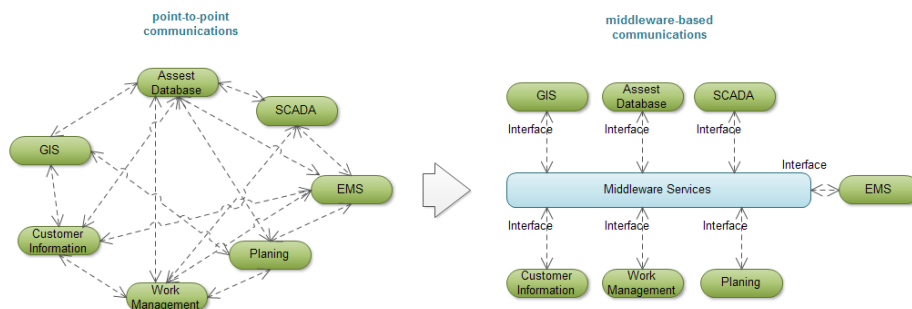 point-to-point
communications
Assest
Database
SCADA
GIS
EMS
Customer
Information
Planing
Work
Management
middleware-based
communications
GIS
Assest
Database
SCADA
Interface
Interface
Interface
Interface
Middleware Services
EMS
Interface
Interface
Interface
Customer
Information
Work
Management
Planing